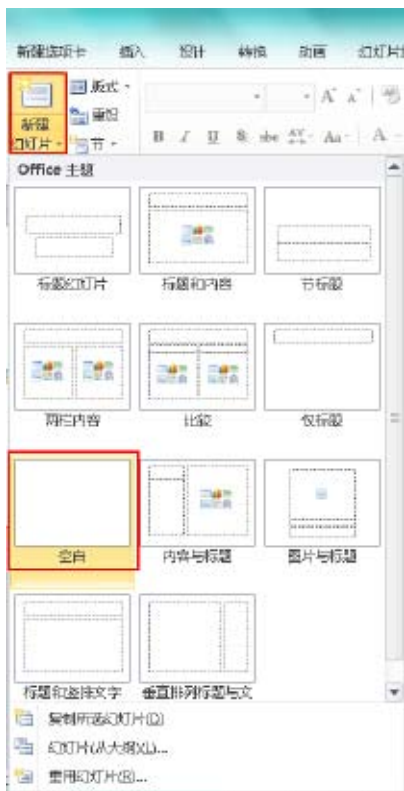 新建选项卡 插入 设计 转换 动画 幻灯片
版式
新建
幻灯片
重设
节
B I U S abc AV Aa A
A A
Office 主题
标题幻灯片 标题和内容 节标题
两栏内容 比较 仅标题
空白 内容与标题 图片与标题
标题和竖排文字 垂直排列标题与文
复制所选幻灯片(D)
幻灯片(从大纲)(L)...
重用幻灯片(R)...